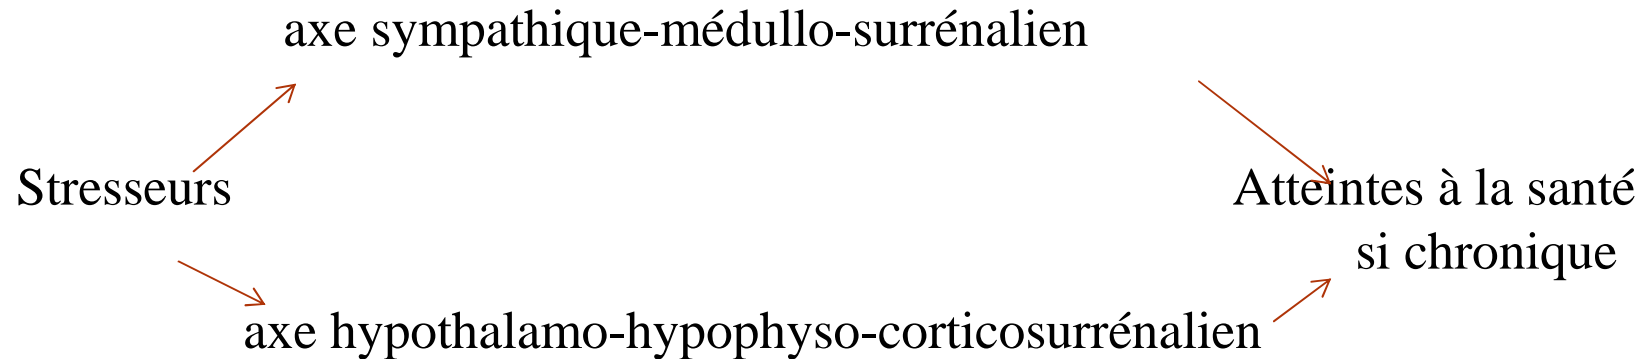 axe sympathique-médullo-surrénalien
Stresseurs
Atteintes à la santé
si chronique
axe hypothalamo-hypophyso-corticosurrénalien